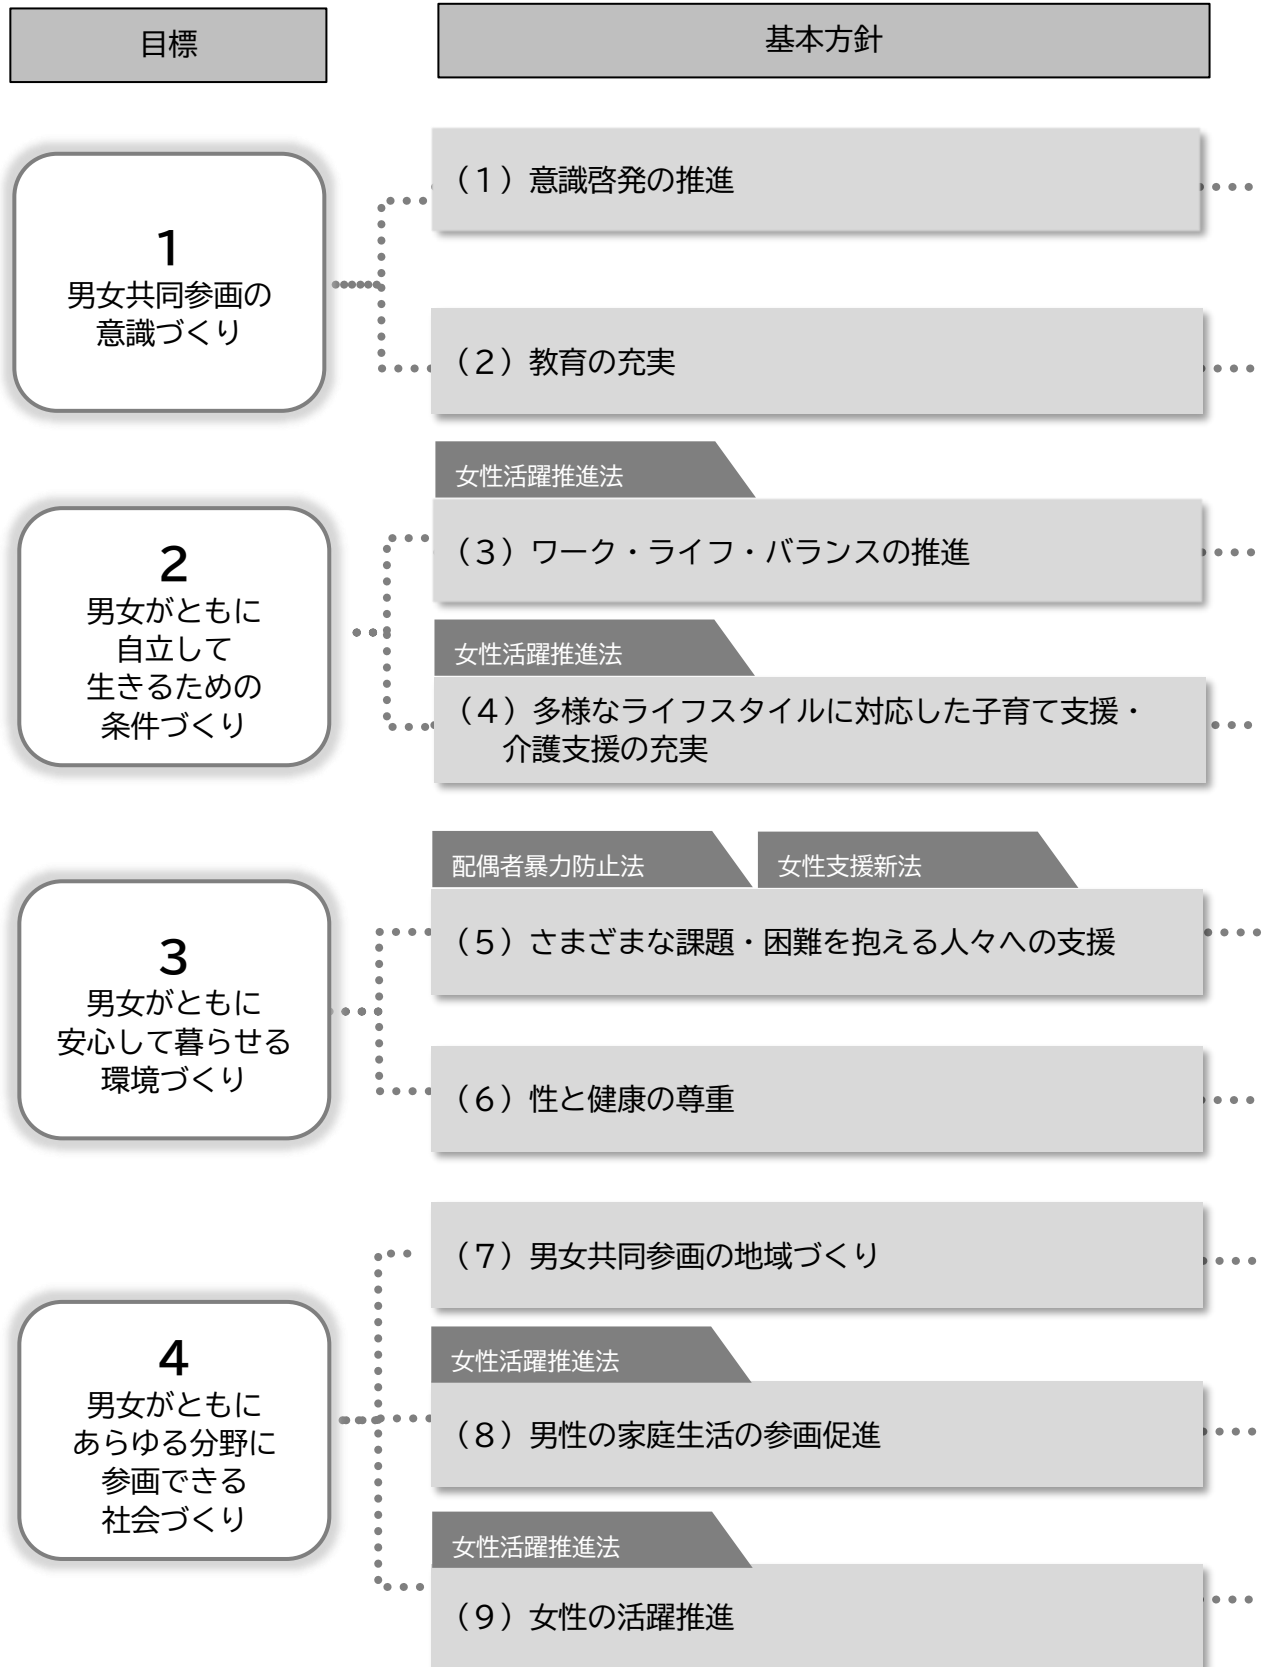 目標
基本方針
1
男女共同参画の
意識づくり
（1）意識啓発の推進
（2）教育の充実
2
男女がともに
自立して
生きるための
条件づくり
女性活躍推進法
（3）ワーク・ライフ・バランスの推進
女性活躍推進法
（4）多様なライフスタイルに対応した子育て支援・
介護支援の充実
3
男女がともに
安心して暮らせる
環境づくり
配偶者暴力防止法
女性支援新法
（5）さまざまな課題・困難を抱える人々への支援
（6）性と健康の尊重
4
男女がともに
あらゆる分野に
参画できる
社会づくり
（7）男女共同参画の地域づくり
女性活躍推進法
（8）男性の家庭生活の参画促進
女性活躍推進法
（9）女性の活躍推進